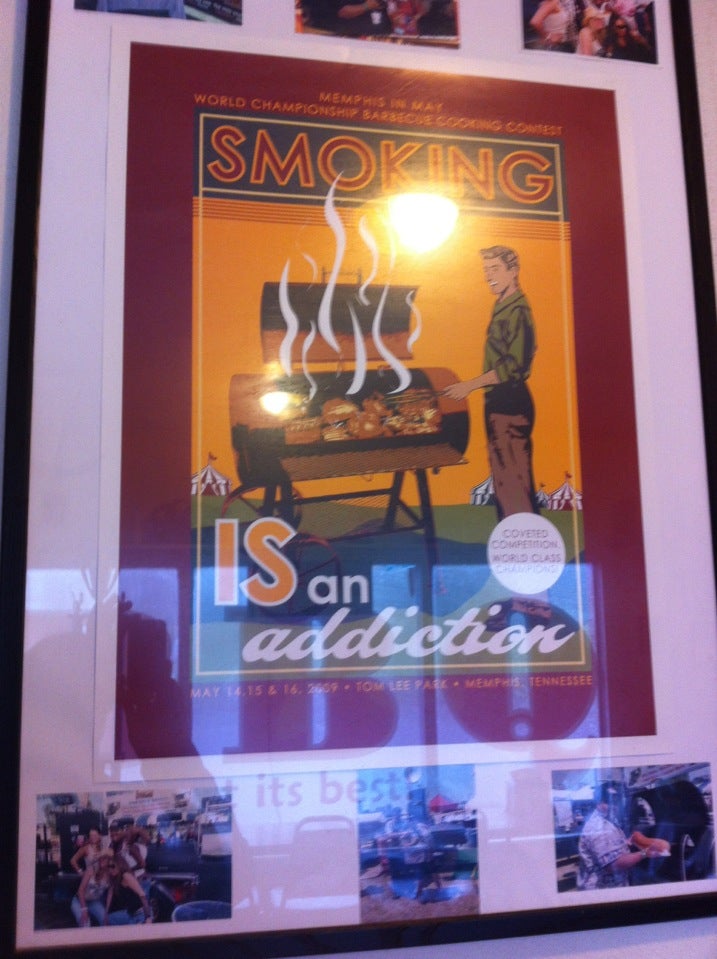 MEMPHIS IN MAY
WORLD CHAMPIONSHIP BARBECUE COOKING CONTEST
SMOKING
IS an
addiction
COVETED
COMPETITION.
WORLD CLASS
CHAMPIONS!
MAY 14,15 & 16, 2009 • TOM LEE PARK • MEMPHIS, TENNESSEE
its best